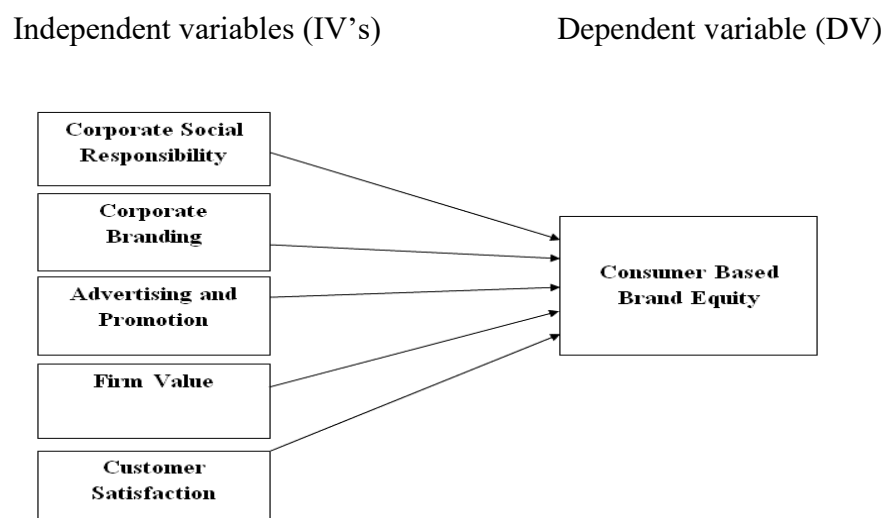 Independent variables (IV’s)
Dependent variable (DV)
Corporate Social
Responsibility
Corporate
Branding
Advertising and
Promotion
Firm Value
Customer
Satisfaction
Consumer Based
Brand Equity